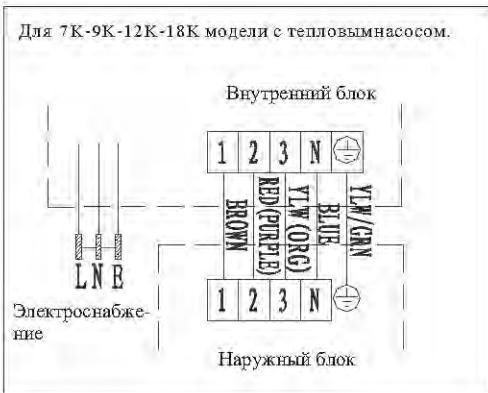 Для 7K-9K-12K-18K модели с тепловымнасосом.
Внутренний блок
1 2 3 N
BROWN
RED(PURPLE)
YLW(ORG)
BLUE
YLW/GRN
L N E
1 2 3 N
Электроснабже-
ние
Наружный блок